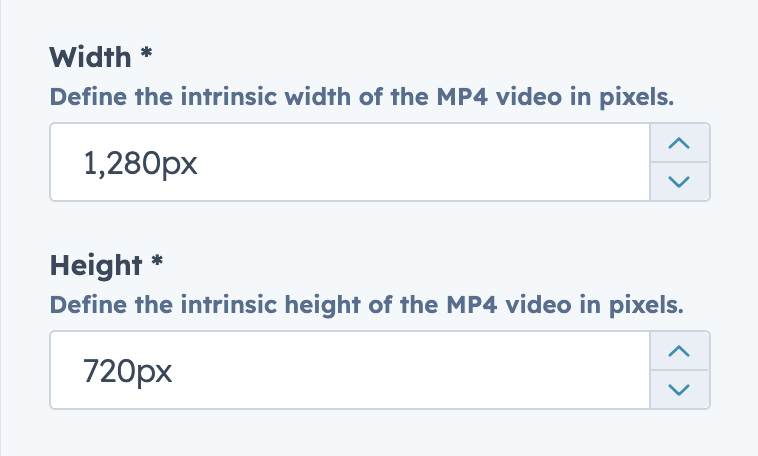 Width *
Define the intrinsic width of the MP4 video in pixels.
1,280px
Height *
Define the intrinsic height of the MP4 video in pixels.
720px